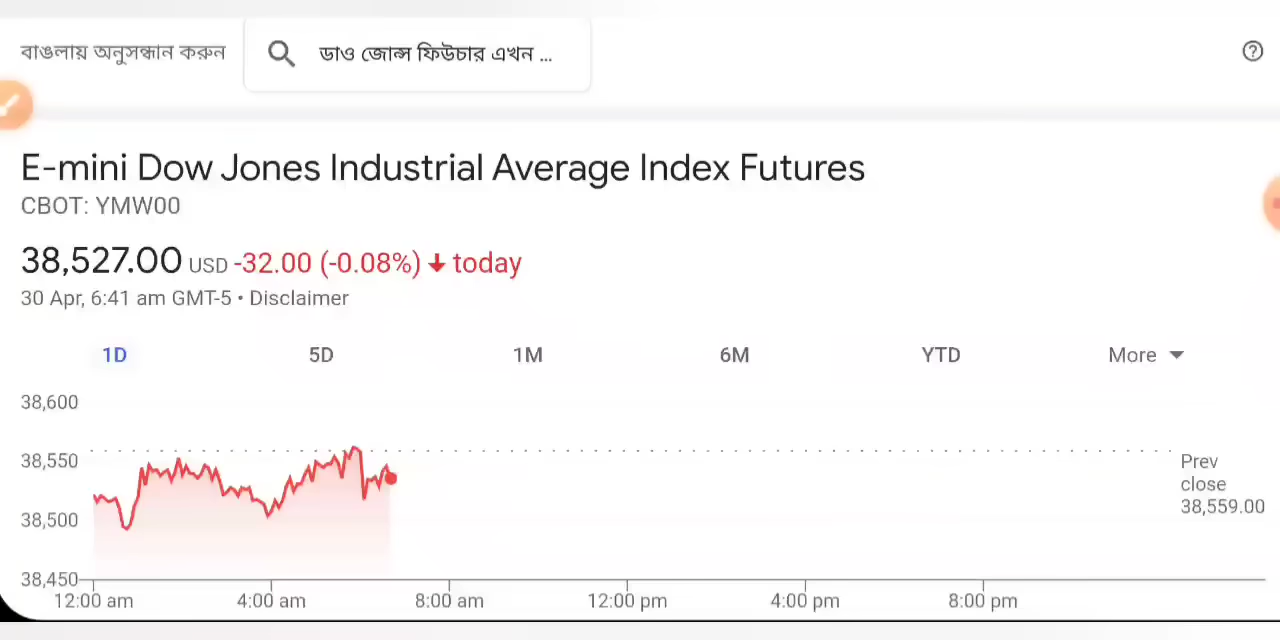 বাঙলায় অনুসন্ধান করুন
ডাও জোন্স ফিউচার এখন ...
E-mini Dow Jones Industrial Average Index Futures
CBOT: YMW00
38,527.00 USD -32.00 (-0.08%) ↓ today
30 Apr, 6:41 am GMT-5 • Disclaimer
1D 5D 1M 6M YTD More
38,600
38,550
38,500
38,450
Prev
close
38,559.00
12:00 am 4:00 am 8:00 am 12:00 pm 4:00 pm 8:00 pm